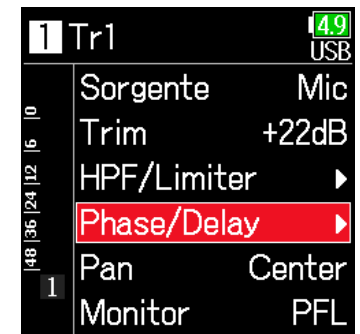 1 Tr1 4.9
USB
Sorgente Mic
Trim +22dB
HPF/Limiter
Phase/Delay
Pan Center
Monitor PFL
48 36 24 12 6 0
1